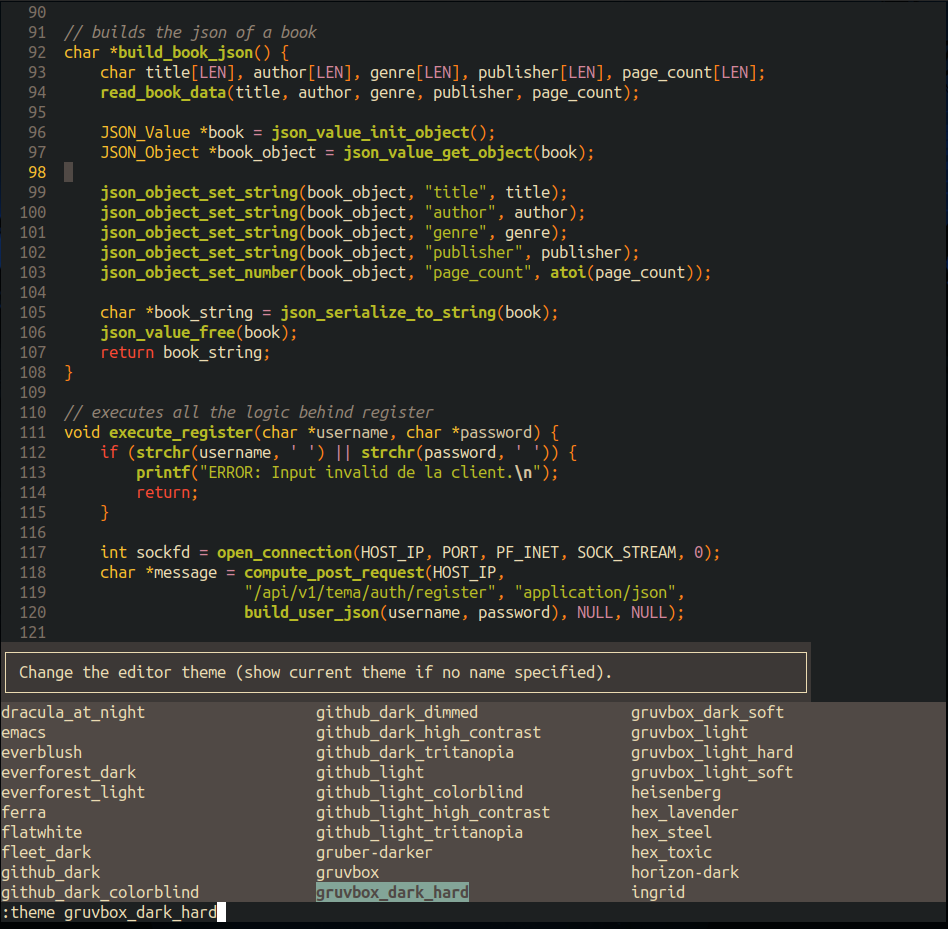 90
91 // builds the json of a book
92 char *build_book_json() {
93     char title[LEN], author[LEN], genre[LEN], publisher[LEN], page_count[LEN];
94     read_book_data(title, author, genre, publisher, page_count);
95
96     JSON_Value *book = json_value_init_object();
97     JSON_Object *book_object = json_value_get_object(book);
98
99     json_object_set_string(book_object, "title", title);
100     json_object_set_string(book_object, "author", author);
101     json_object_set_string(book_object, "genre", genre);
102     json_object_set_string(book_object, "publisher", publisher);
103     json_object_set_number(book_object, "page_count", atoi(page_count));
104
105     char *book_string = json_serialize_to_string(book);
106     json_value_free(book);
107     return book_string;
108 }
109
110 // executes all the logic behind register
111 void execute_register(char *username, char *password) {
112     if (strchr(username, ' ') || strchr(password, ' ')) {
113         printf("ERROR: Input invalid de la client.\n");
114         return;
115     }
116
117     int sockfd = open_connection(HOST_IP, PORT, PF_INET, SOCK_STREAM, 0);
118     char *message = compute_post_request(HOST_IP,
119                     "/api/v1/tema/auth/register", "application/json",
120                     build_user_json(username, password), NULL, NULL);
121
Change the editor theme (show current theme if no name specified).
dracula_at_night github_dark_dimmed gruvbox_dark_soft
emacs github_dark_high_contrast gruvbox_light
everblush github_dark_tritanopia gruvbox_light_hard
everforest_dark github_light gruvbox_light_soft
everforest_light github_light_colorblind heisenberg
ferra github_light_high_contrast hex_lavender
flatwhite github_light_tritanopia hex_steel
fleet_dark gruber-darker hex_toxic
github_dark gruvbox horizon-dark
github_dark_colorblind gruvbox_dark_hard ingrid
:theme gruvbox_dark_hard